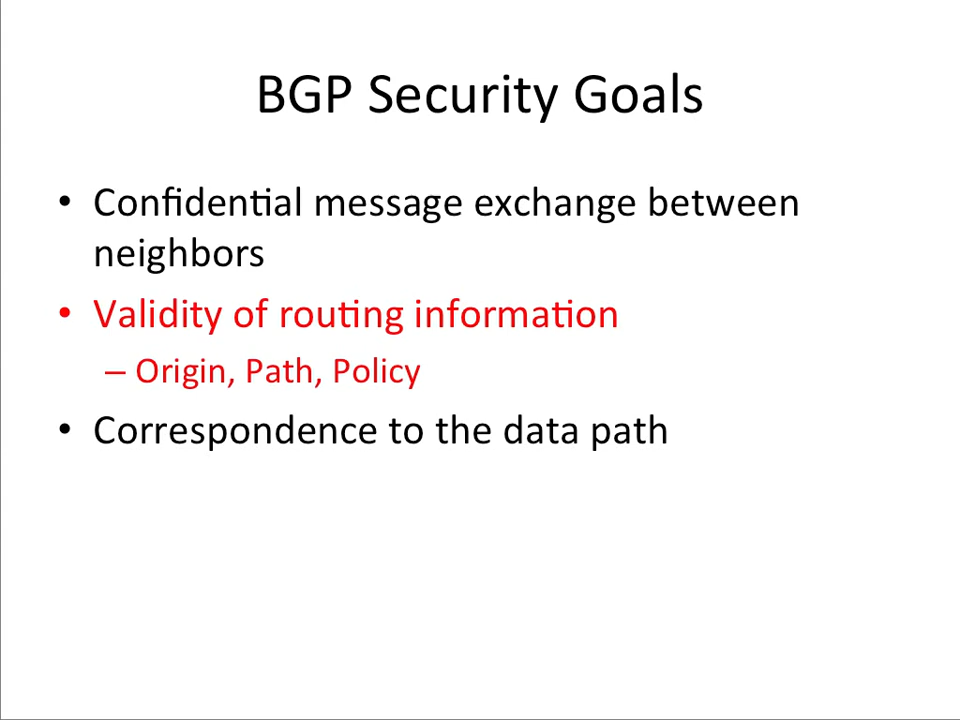 BGP Security Goals
• Confidential message exchange between
neighbors
• Validity of routing information
– Origin, Path, Policy
• Correspondence to the data path